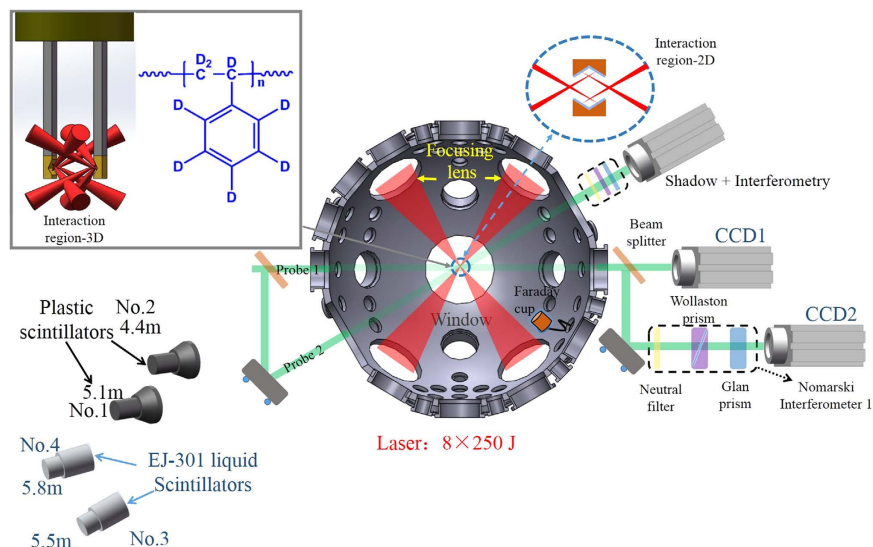 D2
D
C
C
n
D
D
D
D
D
Interaction
region-3D
Interaction
region-2D
Focusing
lens
Shadow + Interferometry
Beam
splitter
CCD1
Probe 1
Faraday
cup
Window
Wollaston
prism
CCD2
Probe 2
Neutral
filter
Glan
prism
Nomarski
Interferometer 1
Laser: 8×250 J
Plastic
scintillators
No.2
4.4m
5.1m
No.1
No.4
5.8m
EJ-301 liquid
Scintillators
5.5m
No.3